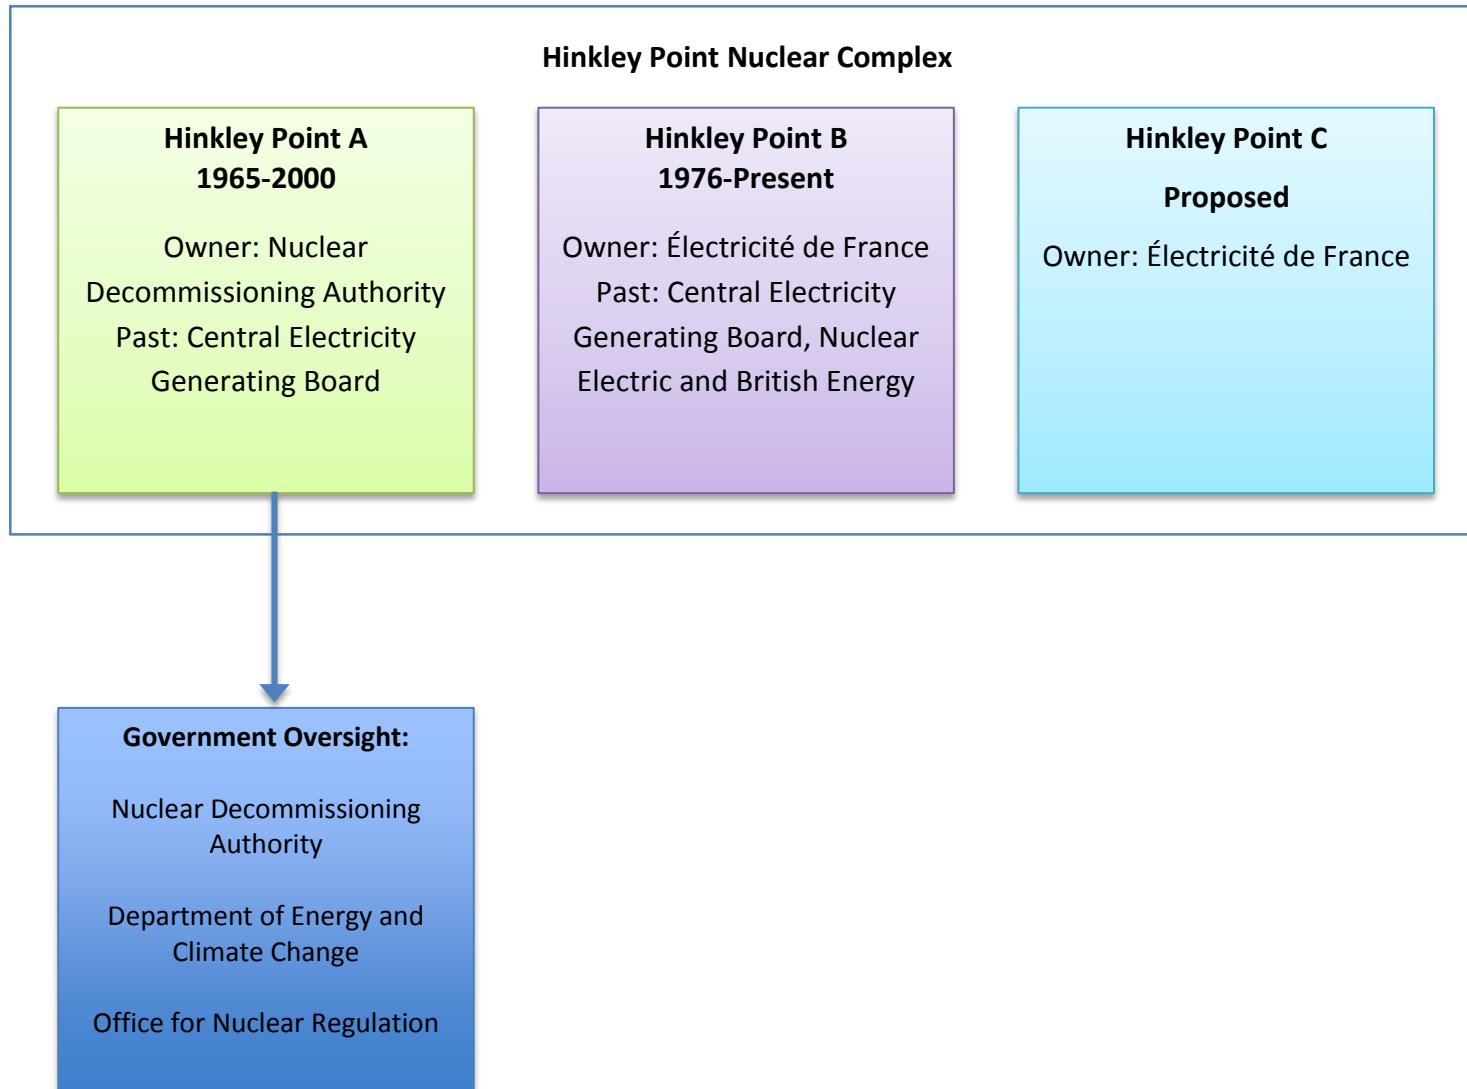 Hinkley Point Nuclear Complex
Hinkley Point A
1965-2000
Owner: Nuclear
Decommissioning Authority
Past: Central Electricity
Generating Board
Hinkley Point B
1976-Present
Owner: Électricité de France
Past: Central Electricity
Generating Board, Nuclear
Electric and British Energy
Hinkley Point C
Proposed
Owner: Électricité de France
Government Oversight:
Nuclear Decommissioning
Authority
Department of Energy and
Climate Change
Office for Nuclear Regulation